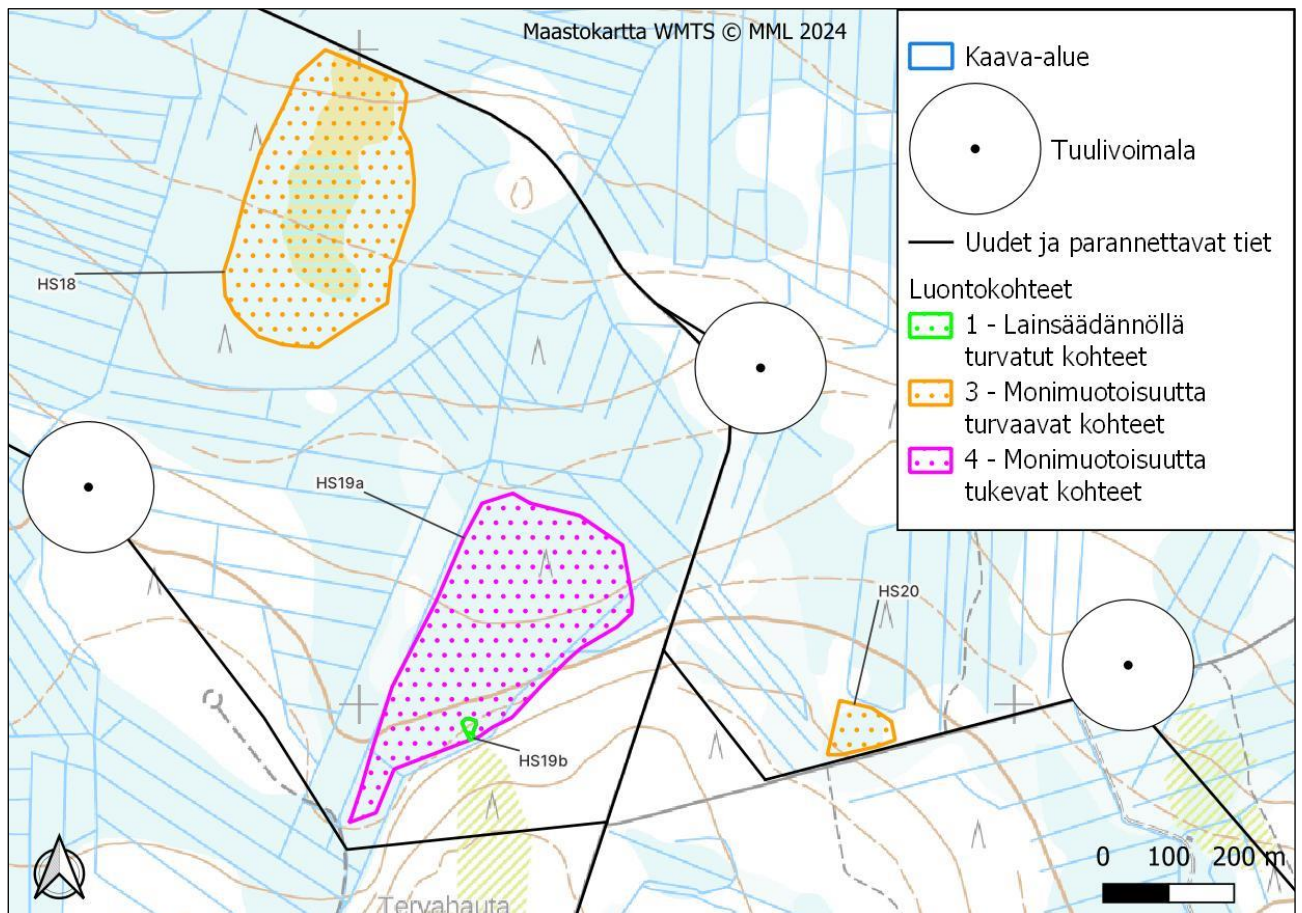 Maastokartta WMTS © MML 2024
Kaava-alue
Tuulivoimala
Uudet ja parannettavat tiet
Luontokohteet
1 - Lainsäädännöllä
turvatut kohteet
3 - Monimuotoisuutta
turvaavat kohteet
4 - Monimuotoisuutta
tukevat kohteet
HS18
HS19a
HS20
HS19b
Tervahauta
0 100 200 m